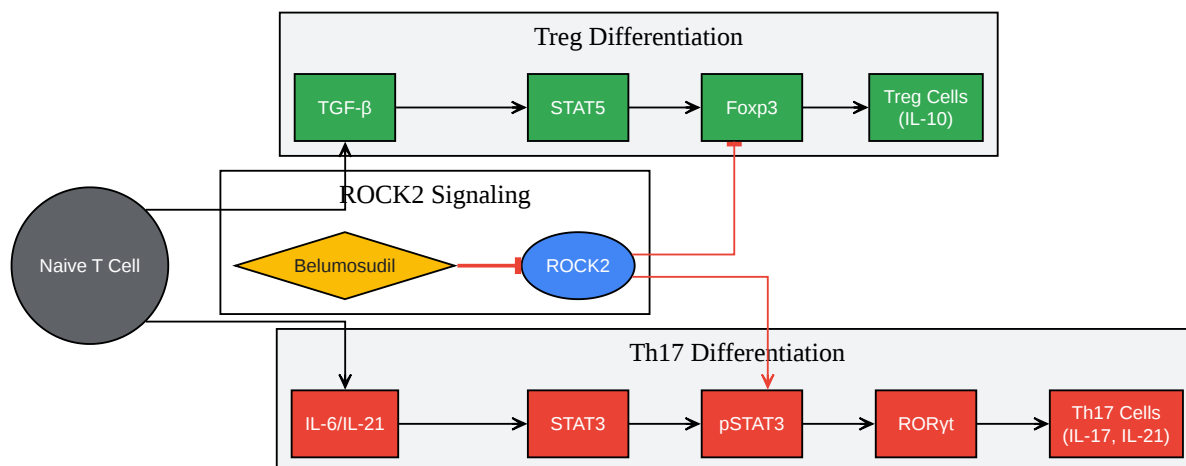 Treg Differentiation
TGF-β
STAT5
Foxp3
Treg Cells
(IL-10)
ROCK2 Signaling
Naive T Cell
Belumosudil
ROCK2
Th17 Differentiation
IL-6/IL-21
STAT3
pSTAT3
RORγt
Th17 Cells
(IL-17, IL-21)